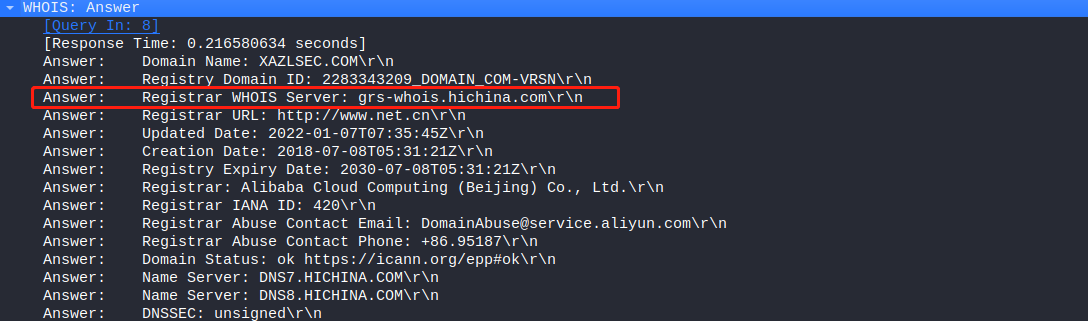 WHOIS: Answer
[Query In: 8]
[Response Time: 0.216580634 seconds]
Answer: Domain Name: XAZLSEC.COM\r\n
Answer: Registry Domain ID: 2283343209_DOMAIN_COM-VRSN\r\n
Answer: Registrar WHOIS Server: grs-whois.hichina.com\r\n
Answer: Registrar URL: http://www.net.cn\r\n
Answer: Updated Date: 2022-01-07T07:35:45Z\r\n
Answer: Creation Date: 2018-07-08T05:31:21Z\r\n
Answer: Registry Expiry Date: 2030-07-08T05:31:21Z\r\n
Answer: Registrar: Alibaba Cloud Computing (Beijing) Co., Ltd.\r\n
Answer: Registrar IANA ID: 420\r\n
Answer: Registrar Abuse Contact Email: DomainAbuse@service.aliyun.com\r\n
Answer: Registrar Abuse Contact Phone: +86.95187\r\n
Answer: Domain Status: ok https://icann.org/epp#ok\r\n
Answer: Name Server: DNS7.HICHINA.COM\r\n
Answer: Name Server: DNS8.HICHINA.COM\r\n
Answer: DNSSEC: unsigned\r\n